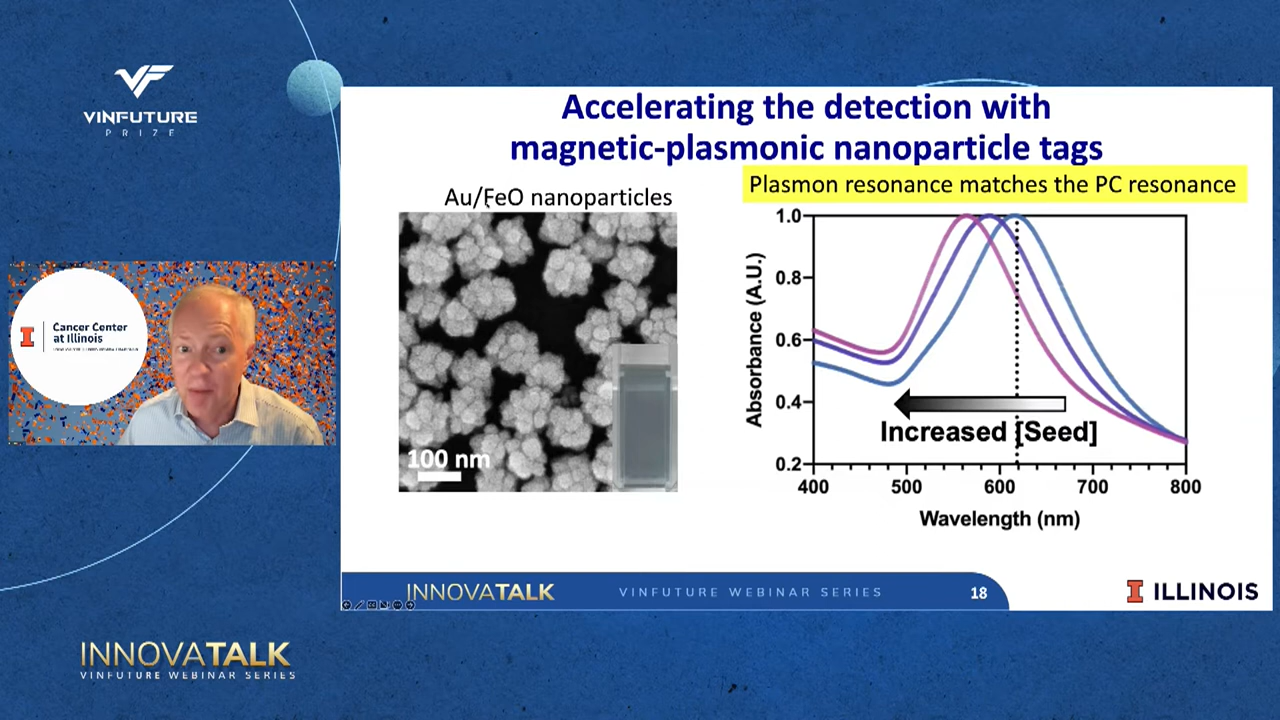 VINFUTURE
PRIZE
Cancer Center
at Illinois
Accelerating the detection with
magnetic-plasmonic nanoparticle tags
Au/FeO nanoparticles
100 nm
Plasmon resonance matches the PC resonance
Absorbance (A.U.)
1.0
0.8
0.6
0.4
0.2
Increased [Seed]
400 500 600 700 800
Wavelength (nm)
INNOVATALK
VINFUTURE WEBINAR SERIES
18
ILLINOIS
INNOVATALK
VINFUTURE WEBINAR SERIES